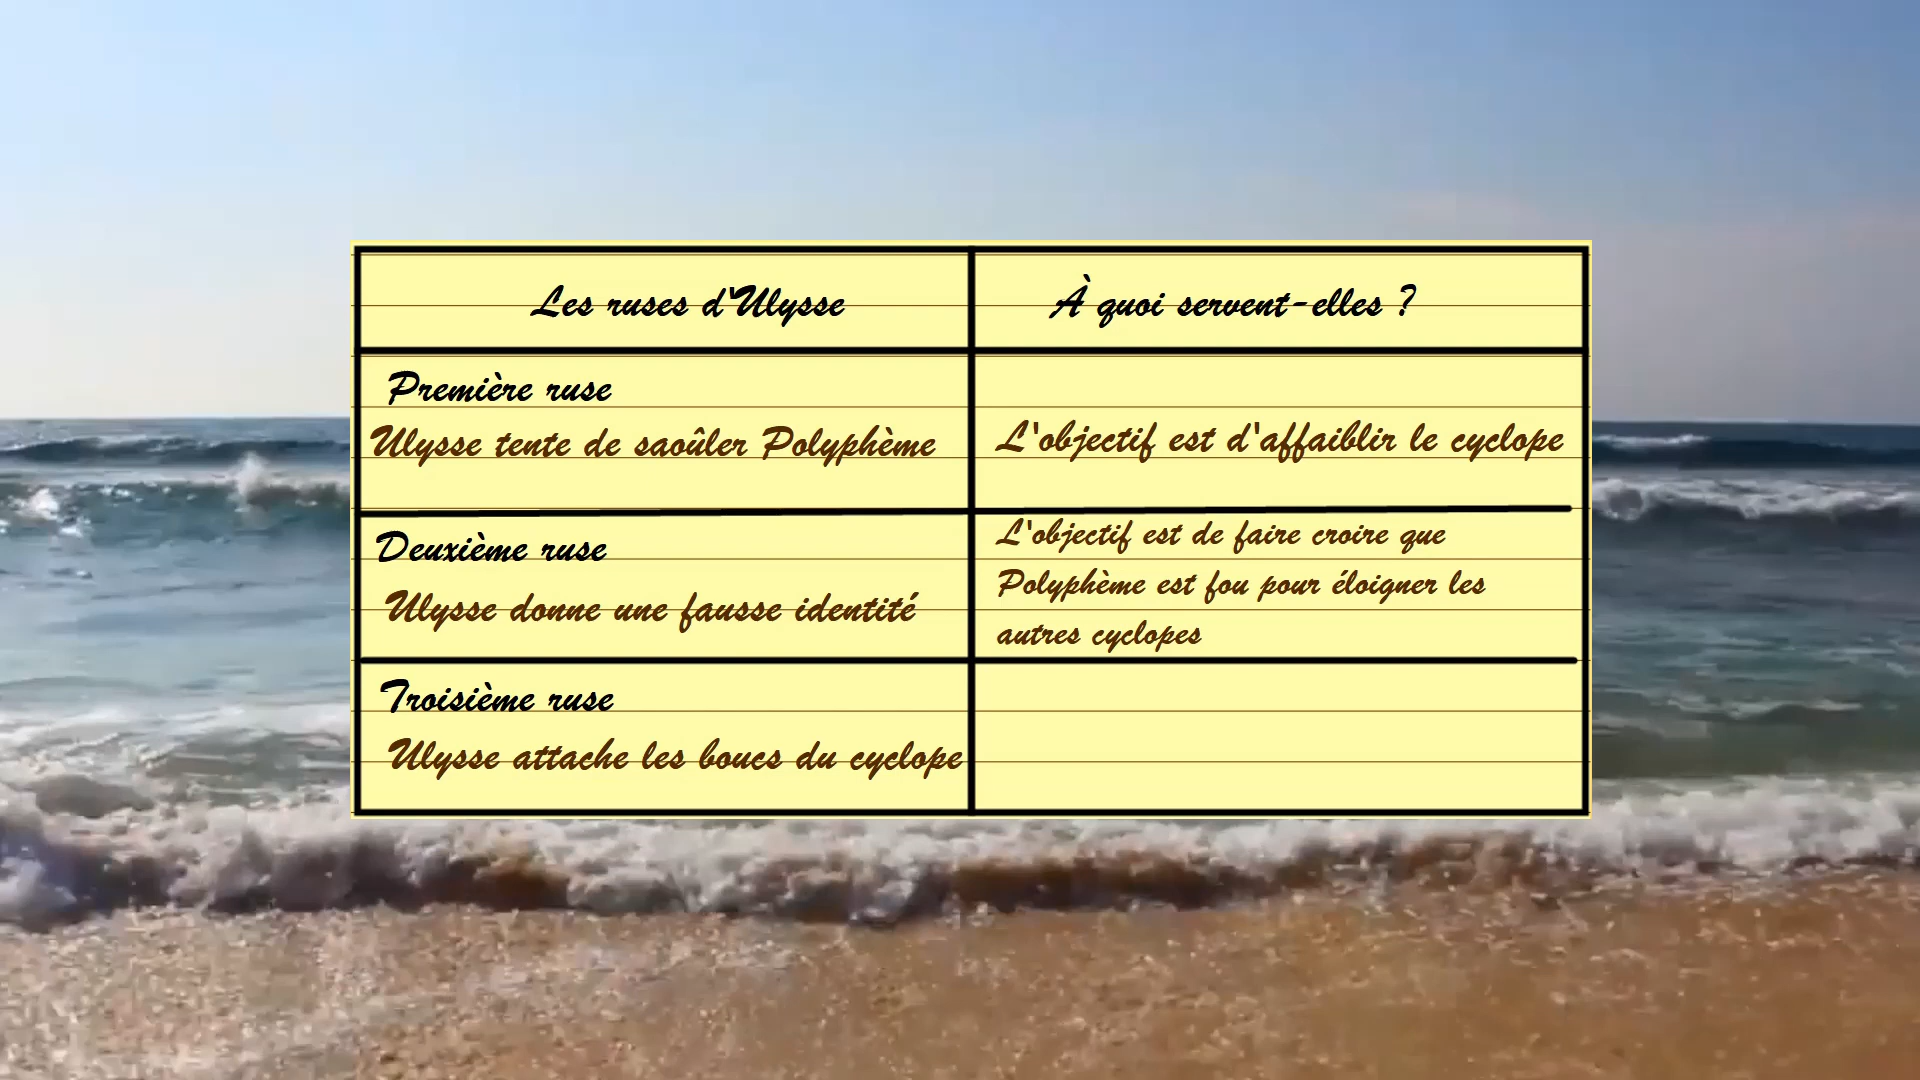 Les ruses d'Ulysse
À quoi servent-elles ?
Première ruse
Ulysse tente de saoûler Polyphème
L'objectif est d'affaiblir le cyclope
Deuxième ruse
Ulysse donne une fausse identité
L'objectif est de faire croire que
Polyphème est fou pour éloigner les
autres cyclopes
Troisième ruse
Ulysse attache les boucs du cyclope